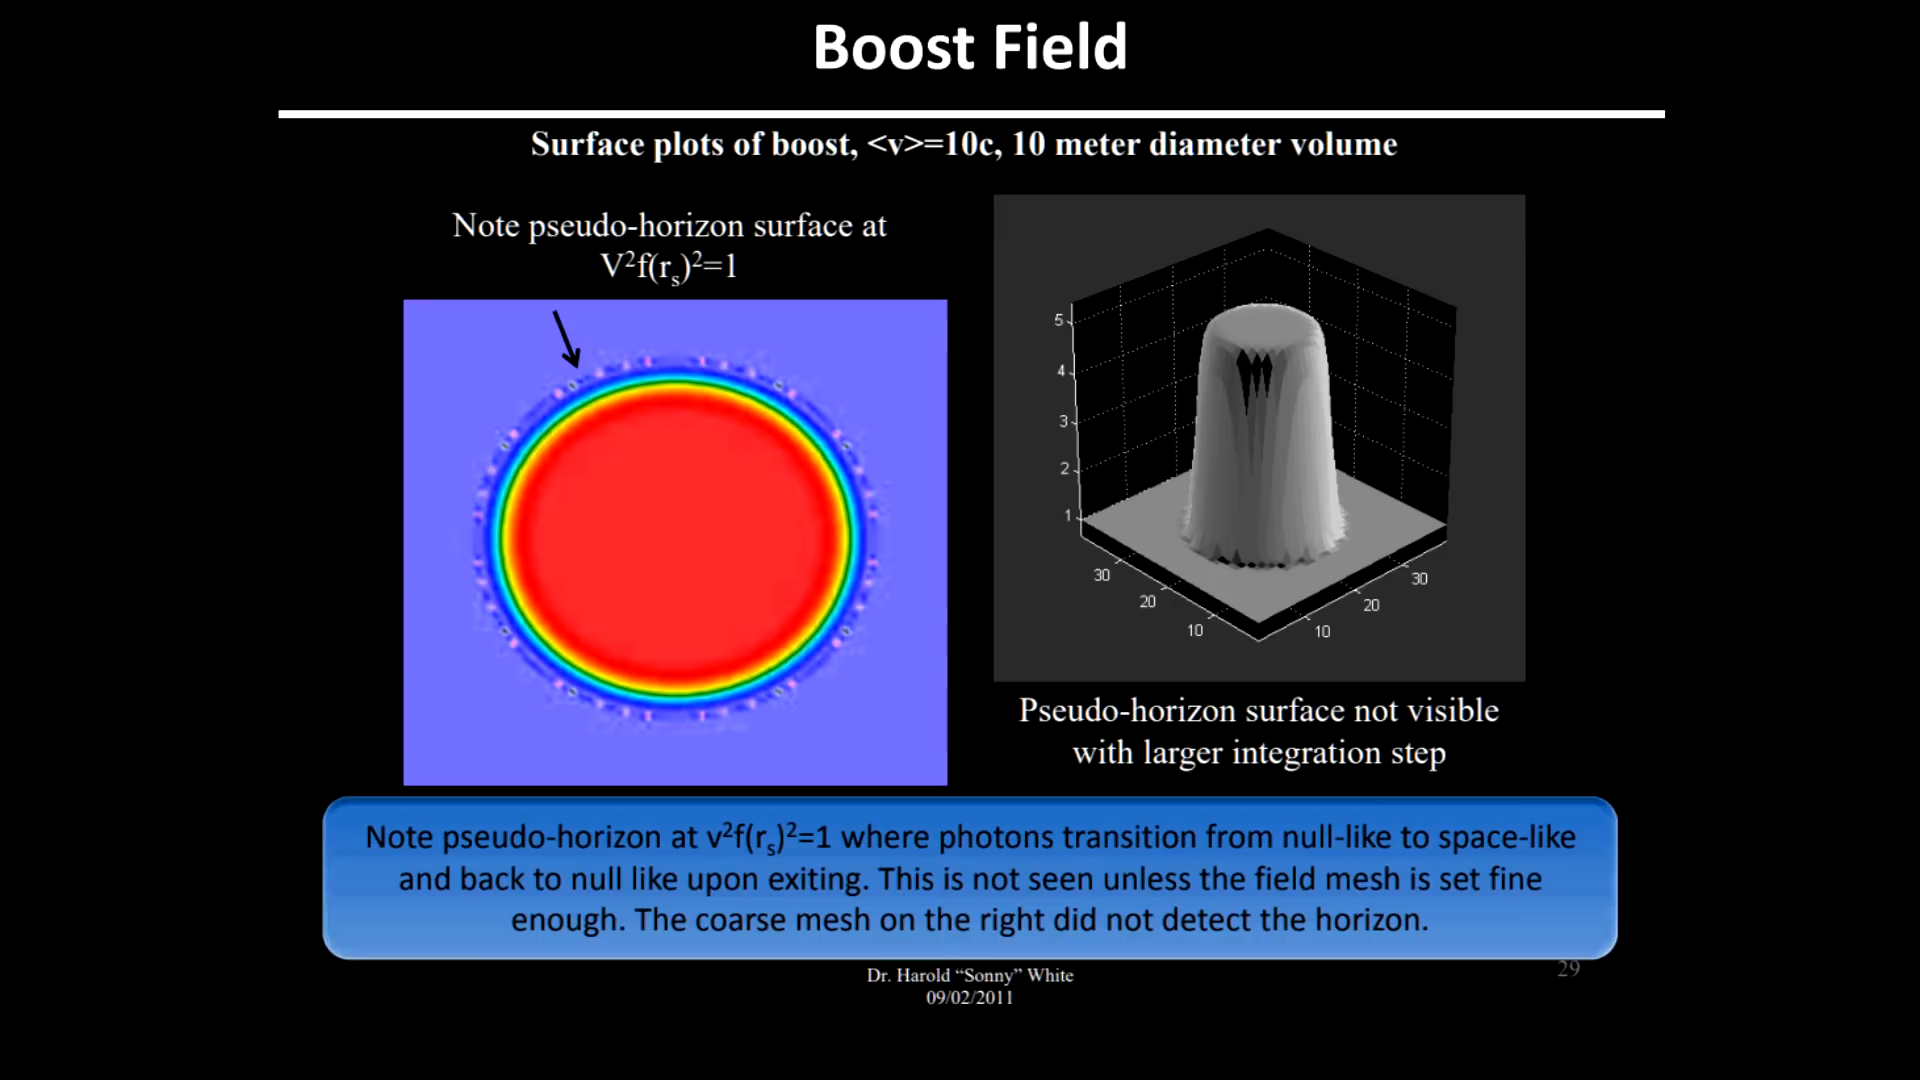 Boost Field
Surface plots of boost, <v>=10c, 10 meter diameter volume
Note pseudo-horizon surface at
V²f(rₛ)²=1
5
4
3
2
1
30
20
10
10
20
30
Pseudo-horizon surface not visible
with larger integration step
Note pseudo-horizon at v²f(rₛ)²=1 where photons transition from null-like to space-like
and back to null like upon exiting. This is not seen unless the field mesh is set fine
enough. The coarse mesh on the right did not detect the horizon.
Dr. Harold “Sonny” White
09/02/2011
29